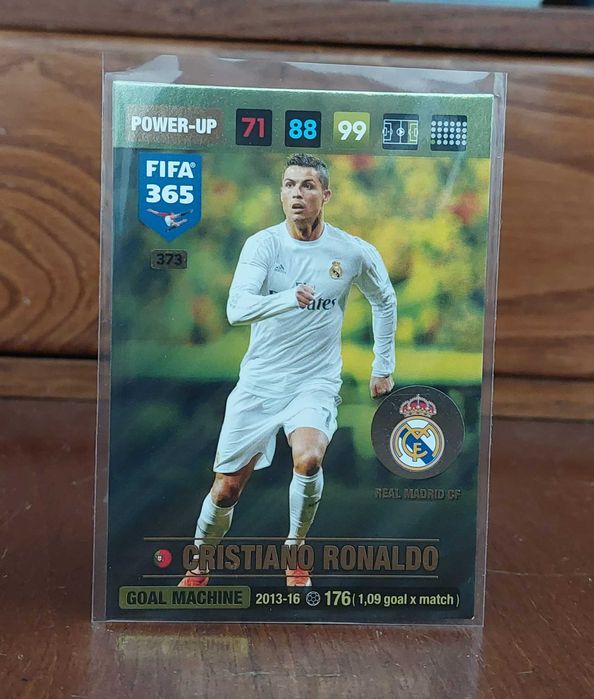 POWER-UP 71 88 99
FIFA
365
373
Emirates
REAL MADRID CF
CRISTIANO RONALDO
GOAL MACHINE 2013-16 176 (1,09 goal x match)